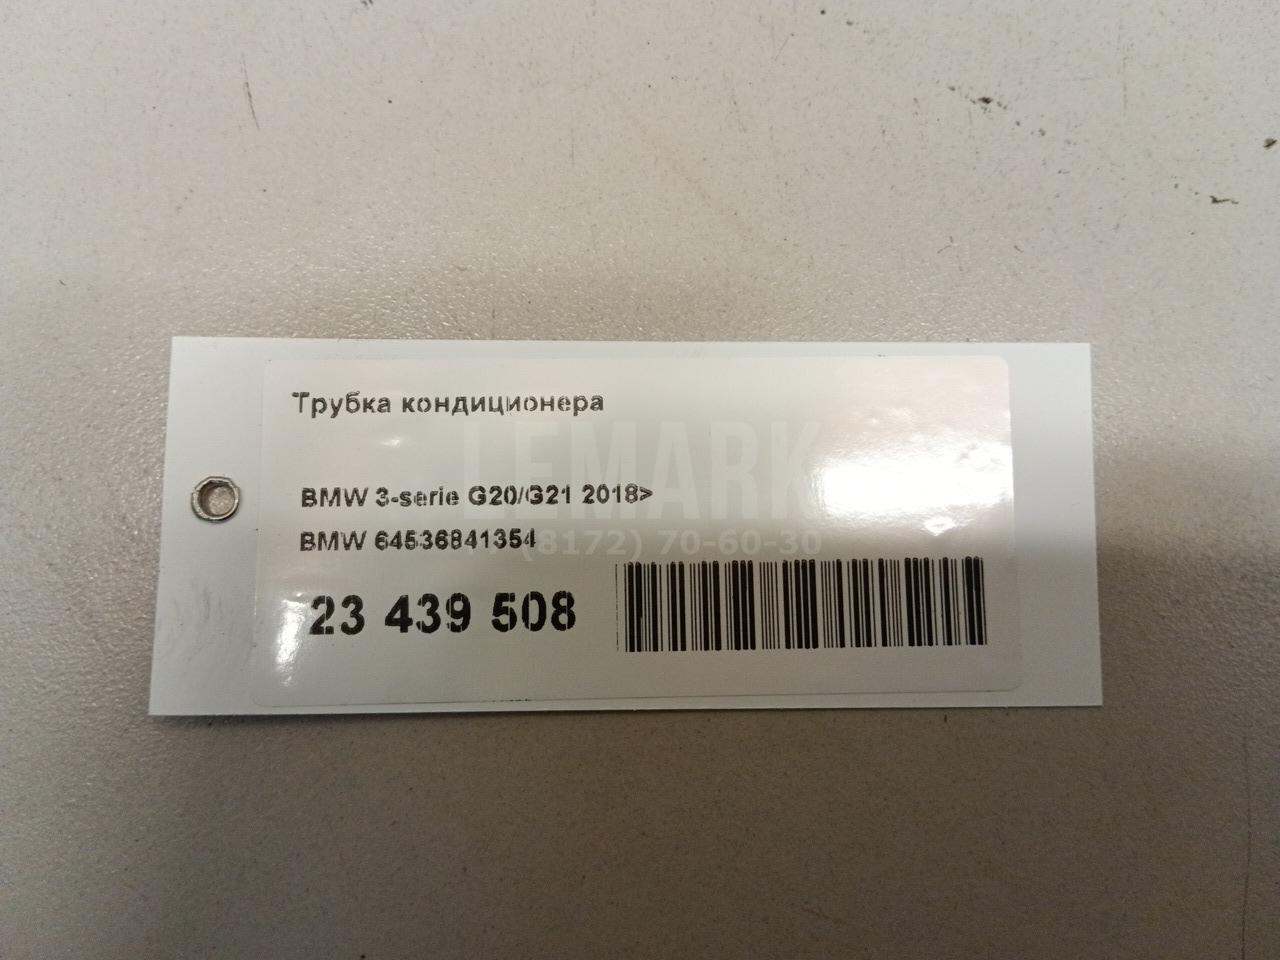 Трубка кондиционера
LEMARK
BMW 3-serie G20/G21 2018>
BMW 64536841354
(8172) 70-60-30
23 439 508